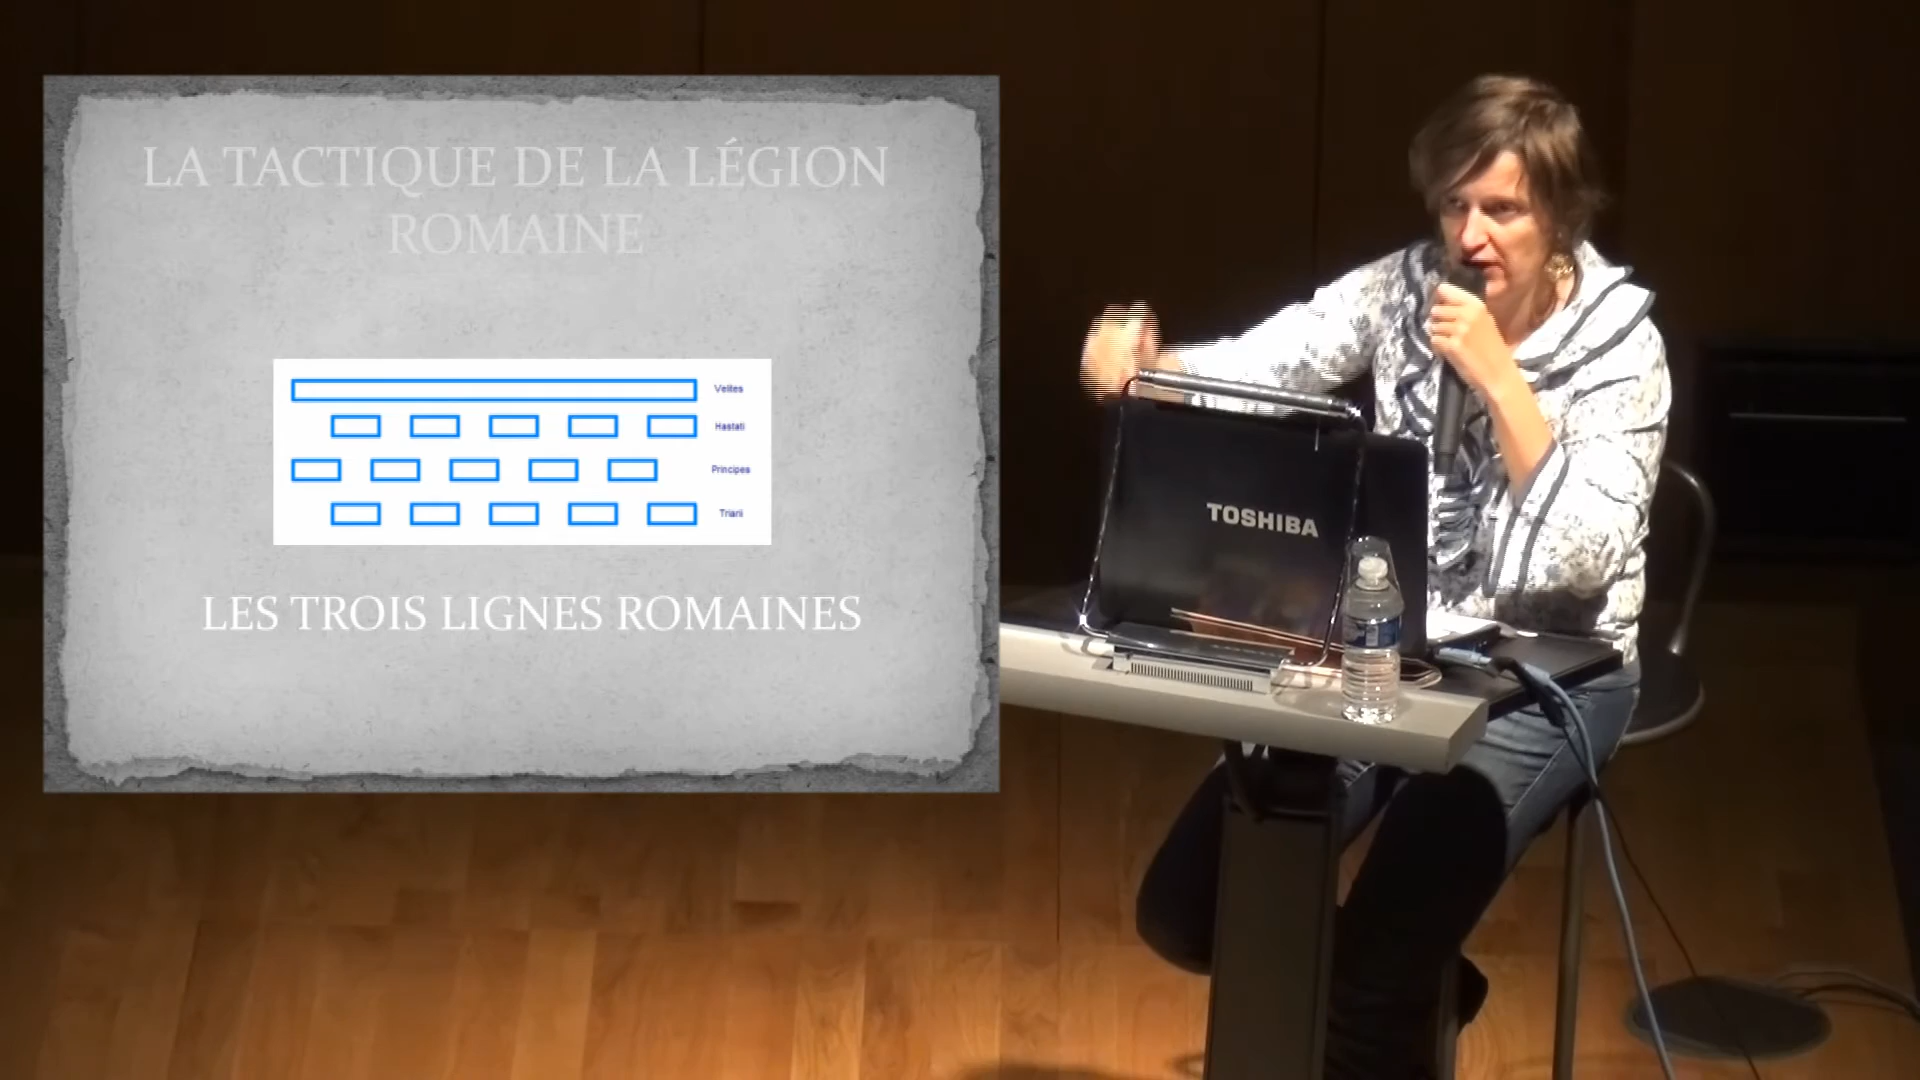 LA TACTIQUE DE LA LÉGION
ROMAINE
Velites
Hastati
Principes
Triarii
LES TROIS LIGNES ROMAINES
TOSHIBA